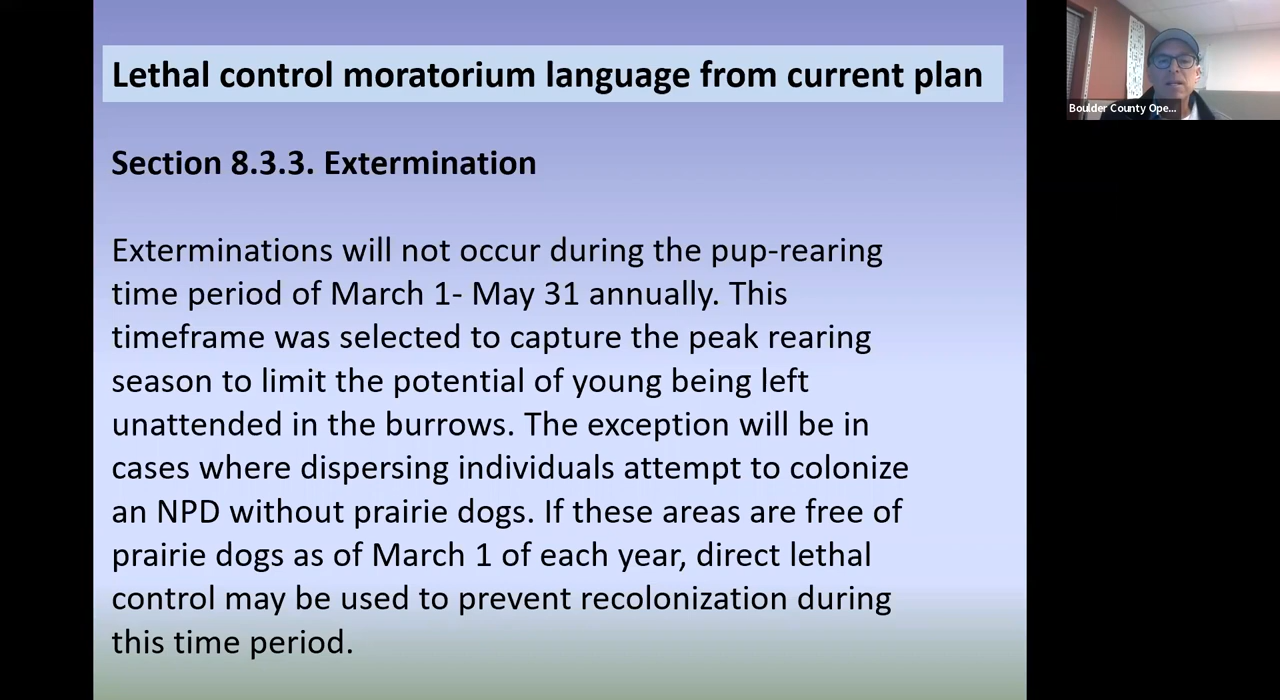 Lethal control moratorium language from current plan
Section 8.3.3. Extermination
Exterminations will not occur during the pup-rearing
time period of March 1- May 31 annually. This
timeframe was selected to capture the peak rearing
season to limit the potential of young being left
unattended in the burrows. The exception will be in
cases where dispersing individuals attempt to colonize
an NPD without prairie dogs. If these areas are free of
prairie dogs as of March 1 of each year, direct lethal
control may be used to prevent recolonization during
this time period.
Boulder County Ope...